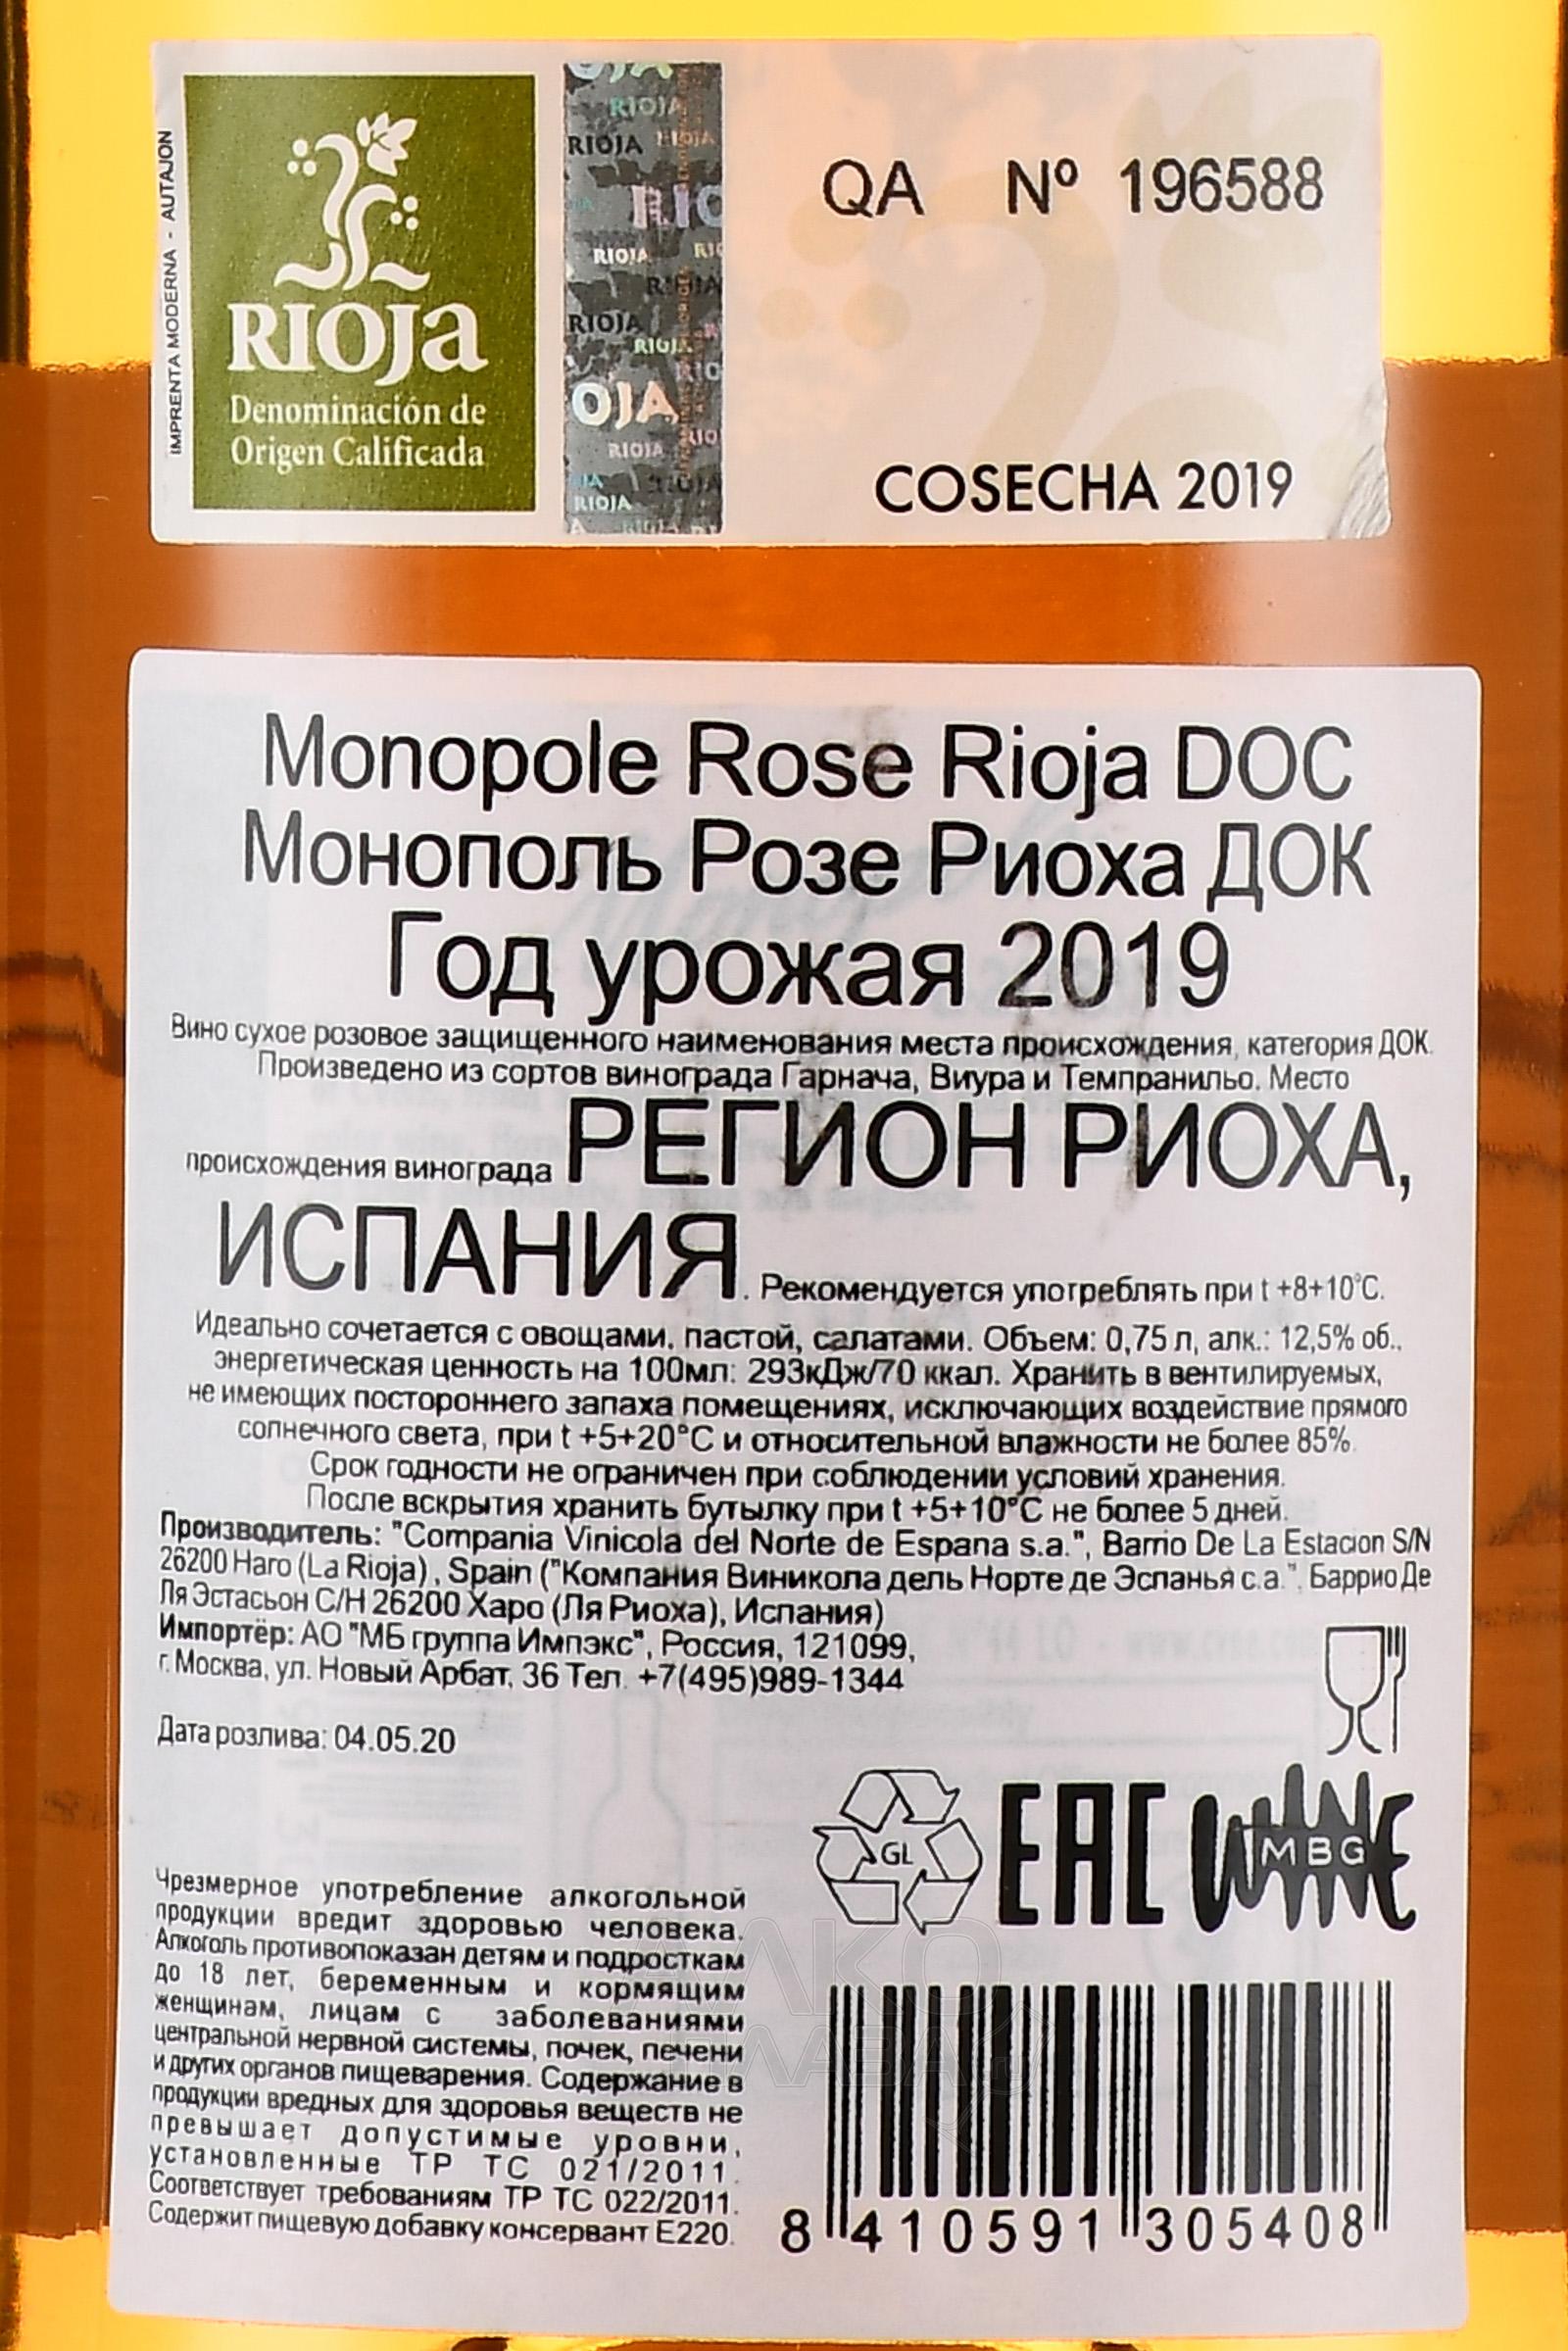 IMPRENTA MODERNA - AUTAJON
RIOJA
Denominación de
Origen Calificada
RIOJA
RIOJA
RIOJA
RIOJA
RIOJA
RIOJA
QA Nº 196588
COSECHA 2019
Monopole Rose Rioja DOC
Монополь Розе Риоха ДОК
Год урожая 2019
Вино сухое розовое защищенного наименования места происхождения, категория ДОК.
Произведено из сортов винограда Гарнача, Виура и Темпранильо. Место
происхождения винограда РЕГИОН РИОХА,
ИСПАНИЯ. Рекомендуется употреблять при t +8+10°C.
Идеально сочетается с овощами, пастой, салатами. Объем: 0,75 л, алк.: 12,5% об.,
энергетическая ценность на 100мл: 293кДж/70 ккал. Хранить в вентилируемых,
не имеющих постороннего запаха помещениях, исключающих воздействие прямого
солнечного света, при t +5+20°C и относительной влажности не более 85%.
Срок годности не ограничен при соблюдении условий хранения.
После вскрытия хранить бутылку при t +5+10°C не более 5 дней.
Производитель: "Compania Vinicola del Norte de Espana s.a.", Barrio De La Estacion S/N
26200 Haro (La Rioja), Spain ("Компания Виникола дель Норте де Эспанья с.а.", Баррио Де
Ля Эстасьон С/Н 26200 Харо (Ля Риоха), Испания)
Импортёр: АО "МБ группа Импэкс", Россия, 121099,
г. Москва, ул. Новый Арбат, 36 Тел. +7(495)989-1344
Дата розлива: 04.05.20
GL
EAC
WINE
MBG
Чрезмерное употребление алкогольной
продукции вредит здоровью человека.
Алкоголь противопоказан детям и подросткам
до 18 лет, беременным и кормящим
женщинам, лицам с заболеваниями
центральной нервной системы, почек, печени
и других органов пищеварения. Содержание в
продукции вредных для здоровья веществ не
превышает допустимые уровни,
установленные ТР ТС 021/2011.
Соответствует требованиям ТР ТС 022/2011.
Содержит пищевую добавку консервант Е220.
8 410591 305408